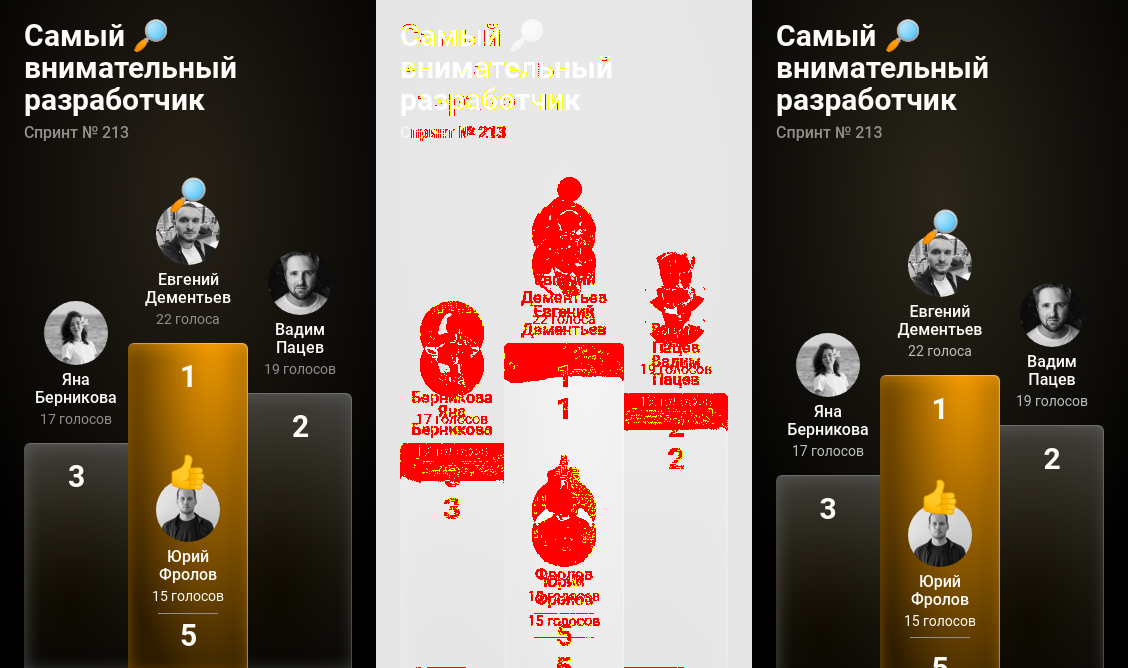 Самый 🔎
внимательный
разработчик
Спринт № 213
Евгений
Дементьев
22 голоса
Вадим
Пацев
19 голосов
Яна
Берникова
17 голосов
1
2
3
👍
Юрий
Фролов
15 голосов
5
Самый
внимательный
разработчик
Спринт № 213
Евгений
Дементьев
22 голоса
Евгений
Дементьев
Вадим
Пацев
19 голосов
Вадим
Пацев
1
1
Берникова
17 голосов
Яна
Берникова
2
2
3
3
Фролов
Юрий
15 голосов
Фролов
15 голосов
5
5
Самый 🔎
внимательный
разработчик
Спринт № 213
Евгений
Дементьев
22 голоса
Вадим
Пацев
19 голосов
Яна
Берникова
17 голосов
1
2
3
👍
Юрий
Фролов
15 голосов
5